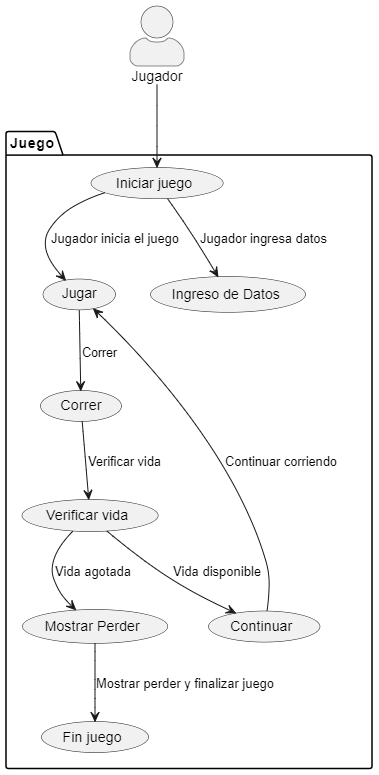 Jugador
Juego
Iniciar juego
Jugador inicia el juego
Jugador ingresa datos
Jugar
Ingreso de Datos
Correr
Correr
Verificar vida
Continuar corriendo
Verificar vida
Vida agotada
Vida disponible
Mostrar Perder
Continuar
Mostrar perder y finalizar juego
Fin juego